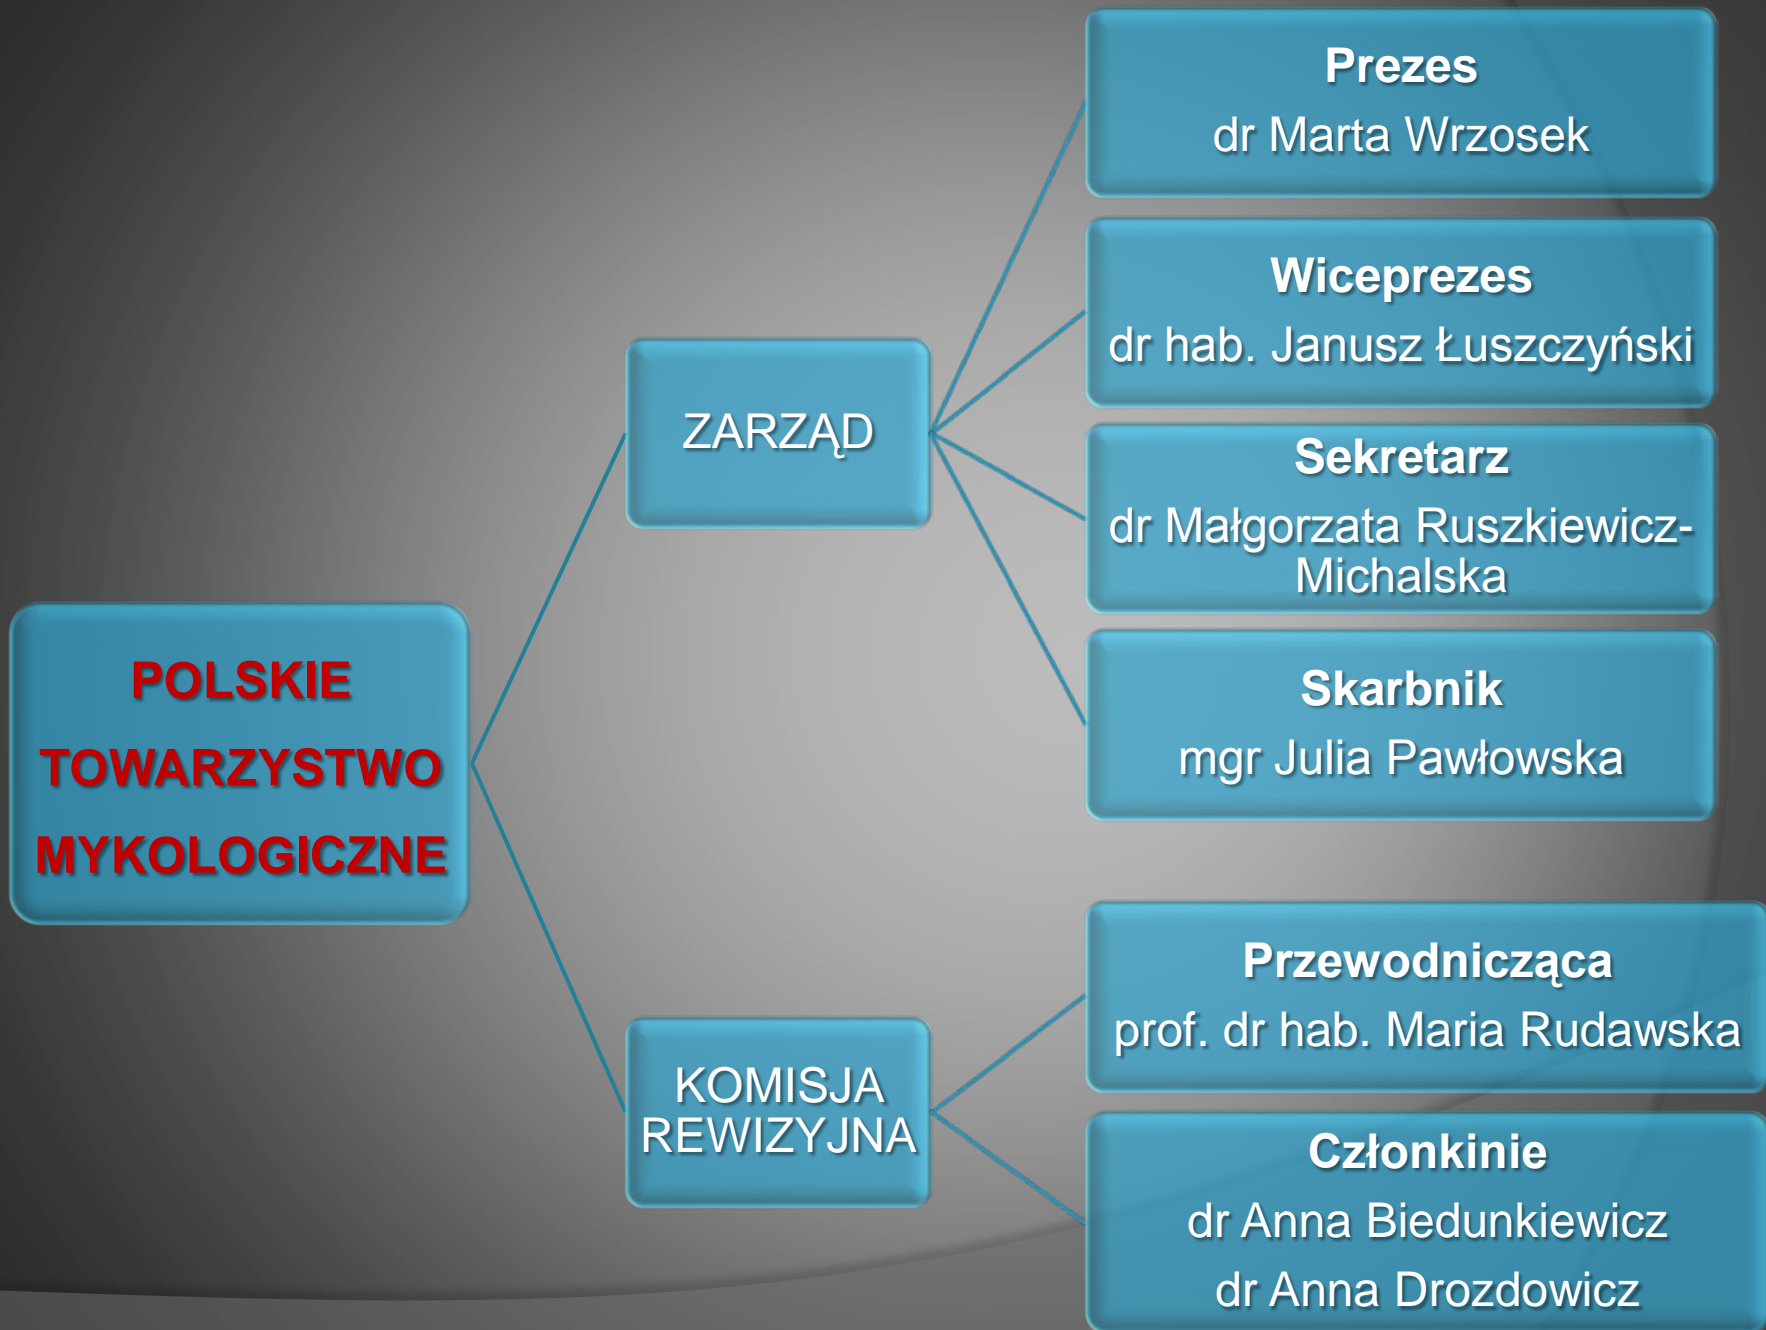 POLSKIE
TOWARZYSTWO
MYKOLOGICZNE
ZARZĄD
Prezes
dr Marta Wrzosek
Wiceprezes
dr hab. Janusz Łuszczyński
Sekretarz
dr Małgorzata Ruszkiewicz-
Michalska
Skarbnik
mgr Julia Pawłowska
KOMISJA
REWIZYJNA
Przewodnicząca
prof. dr hab. Maria Rudawska
Członkinie
dr Anna Biedunkiewicz
dr Anna Drozdowicz